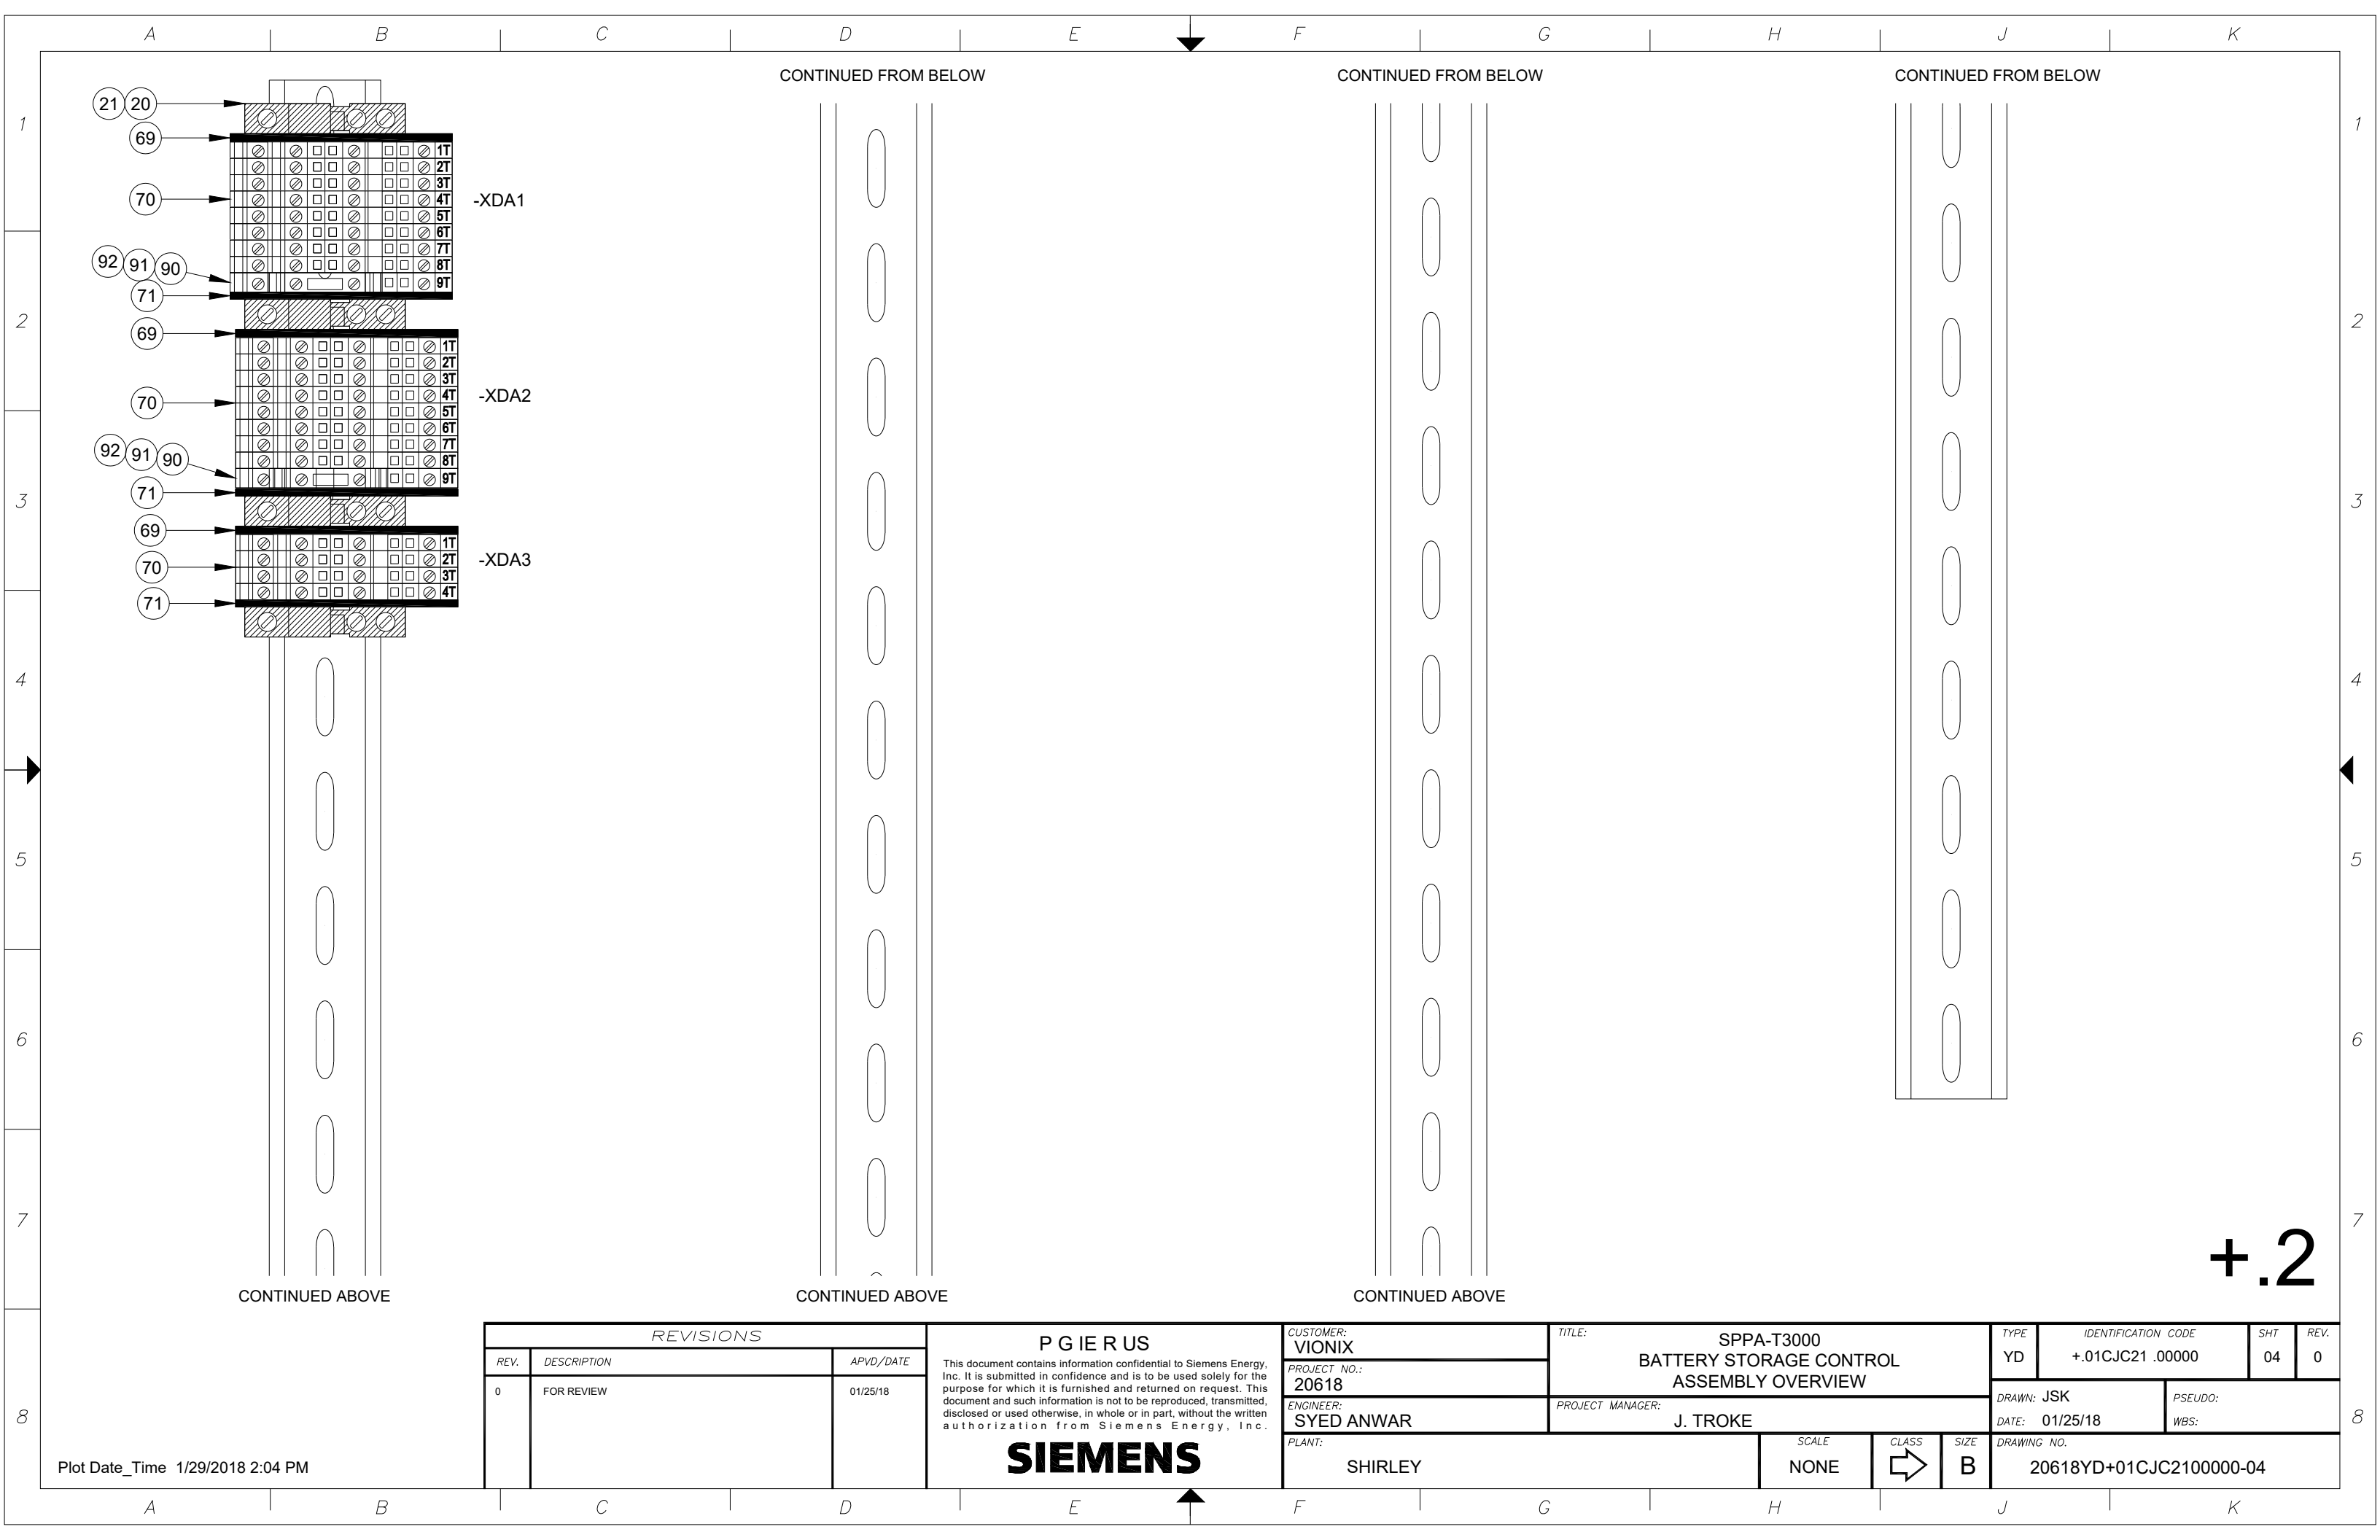 A B C D E F G H J K
CONTINUED FROM BELOW CONTINUED FROM BELOW CONTINUED FROM BELOW
21 20
1 1
69
1T
2T
3T
70 4T -XDA1
5T
6T
7T
92 91 90 8T
9T
71
2 2
69
1T
2T
3T
70 4T -XDA2
5T
6T
7T
92 91 90 8T
9T
71
3 3
69
1T
70 2T -XDA3
3T
4T
71
4 4
5 5
6 6
7 7
+.2
CONTINUED ABOVE CONTINUED ABOVE CONTINUED ABOVE
8 8
REVISIONS
REV. DESCRIPTION APVD/DATE
0 FOR REVIEW 01/25/18
P G IE R US
This document contains information confidential to Siemens Energy,
Inc. It is submitted in confidence and is to be used solely for the
purpose for which it is furnished and returned on request. This
document and such information is not to be reproduced, transmitted,
disclosed or used otherwise, in whole or in part, without the written
authorization from Siemens Energy, Inc.
SIEMENS
CUSTOMER:
VIONIX
PROJECT NO.:
20618
ENGINEER:
SYED ANWAR
PLANT:
SHIRLEY
TITLE:
SPPA-T3000
BATTERY STORAGE CONTROL
ASSEMBLY OVERVIEW
PROJECT MANAGER:
J. TROKE
SCALE
NONE
CLASS
SIZE
B
TYPE IDENTIFICATION CODE SHT REV.
YD +.01CJC21 .00000 04 0
DRAWN: JSK PSEUDO:
DATE: 01/25/18 WBS:
DRAWING NO.
20618YD+01CJC2100000-04
Plot Date_Time 1/29/2018 2:04 PM
A B C D E F G H J K